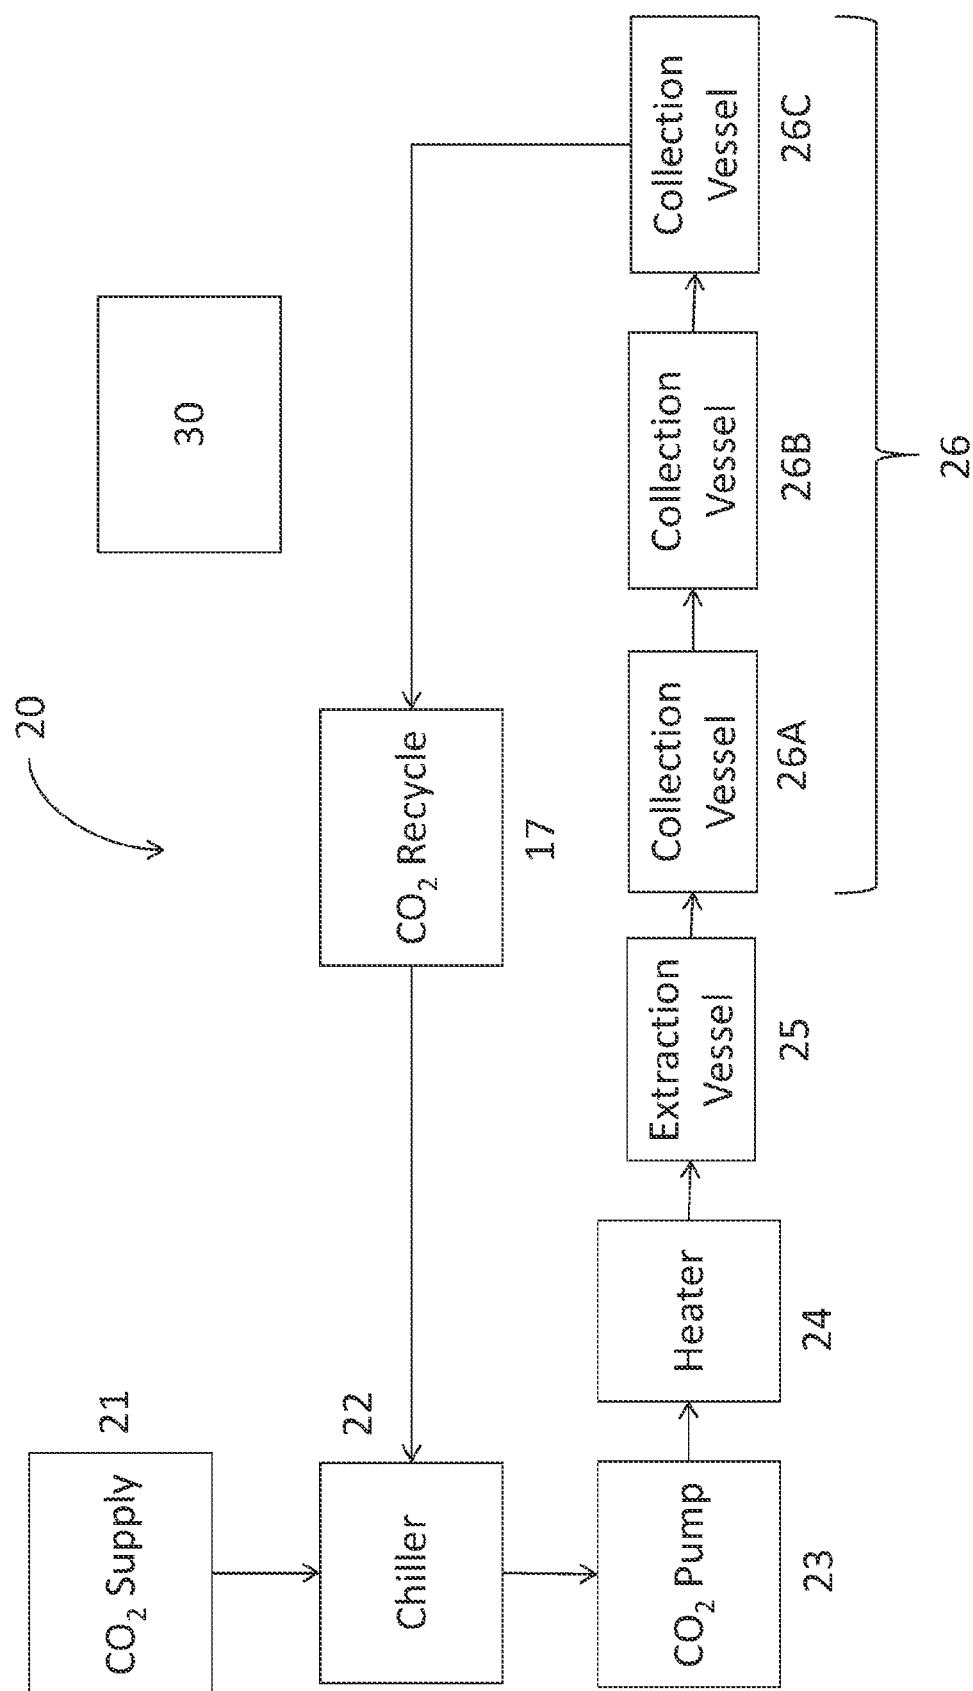 20
30
CO₂ Supply
21
Chiller
22
CO₂ Recycle
17
CO₂ Pump
23
Heater
24
Extraction
Vessel
25
Collection
Vessel
26A
Collection
Vessel
26B
Collection
Vessel
26C
26